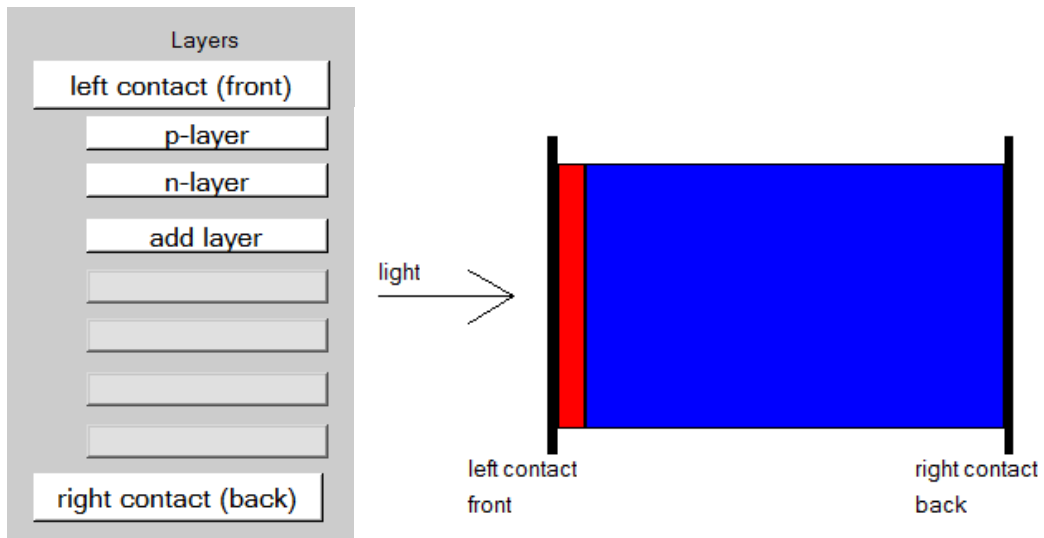 Layers
left contact (front)
p-layer
n-layer
add layer
right contact (back)
light
left contact
front
right contact
back